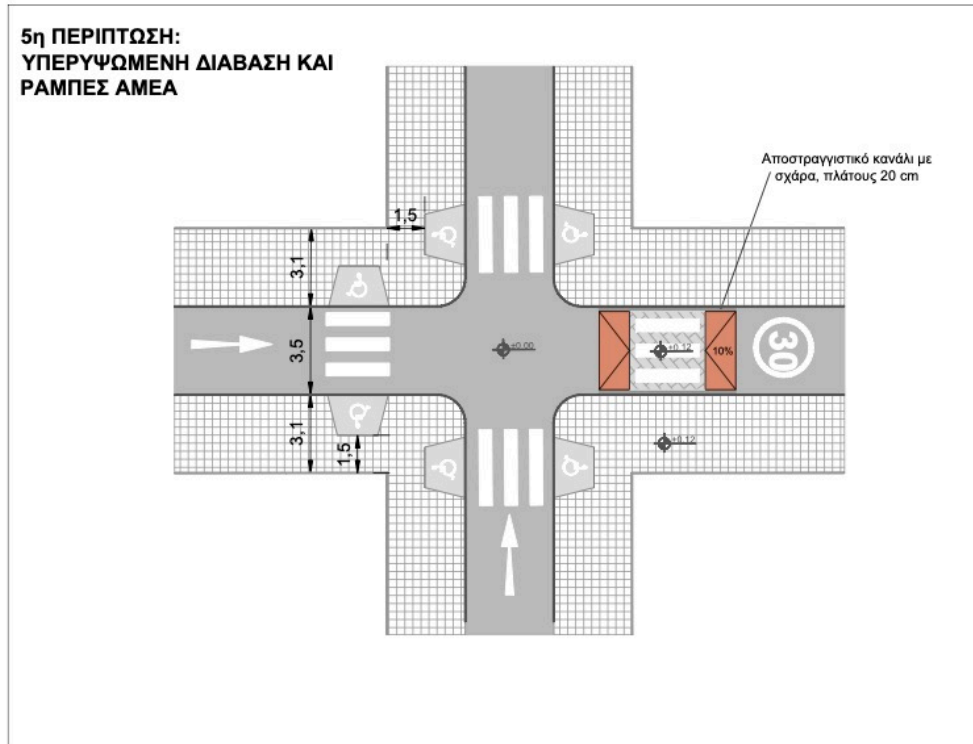 5η ΠΕΡΙΠΤΩΣΗ:
ΥΠΕΡΥΨΩΜΕΝΗ ΔΙΑΒΑΣΗ ΚΑΙ
ΡΑΜΠΕΣ ΑΜΕΑ
Αποστραγγιστικό κανάλι με
σχάρα, πλάτους 20 cm
1,5
3,1
3,5
+0.00
+0.12
10%
30
3,1
1,5
+0.12